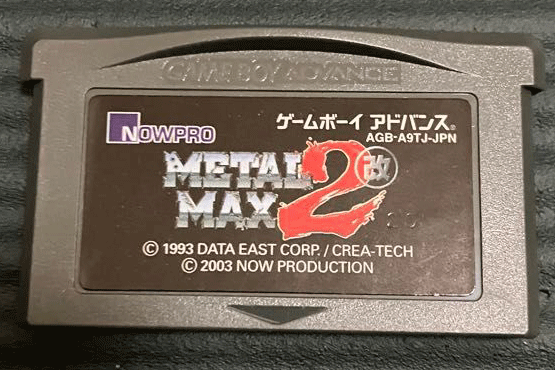 GAME BOY ADVANCE
NOWPRO
ゲームボーイ アドバンス®
AGB-A9TJ-JPN
METAL
MAX 2 改
© 1993 DATA EAST CORP. / CREA-TECH
© 2003 NOW PRODUCTION